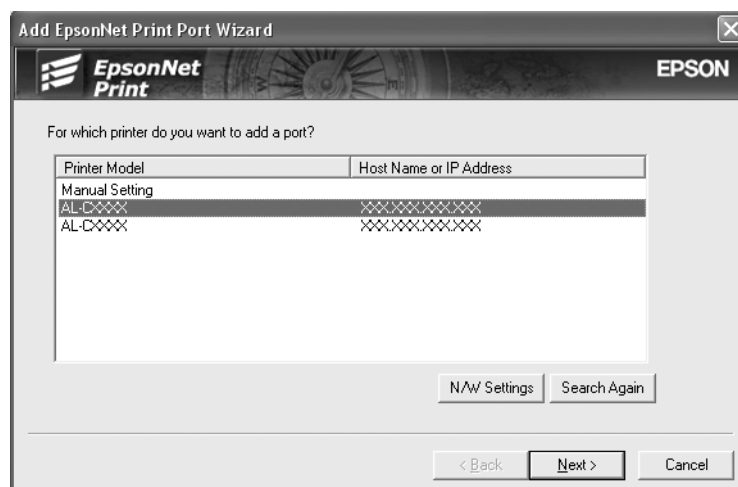 Add EpsonNet Print Port Wizard
EpsonNet
Print
EPSON
For which printer do you want to add a port?
Printer Model Host Name or IP Address
Manual Setting
AL-CXXXX XXX.XXX.XXX.XXX
AL-CXXXX XXX.XXX.XXX.XXX
N/W Settings Search Again
< Back Next > Cancel